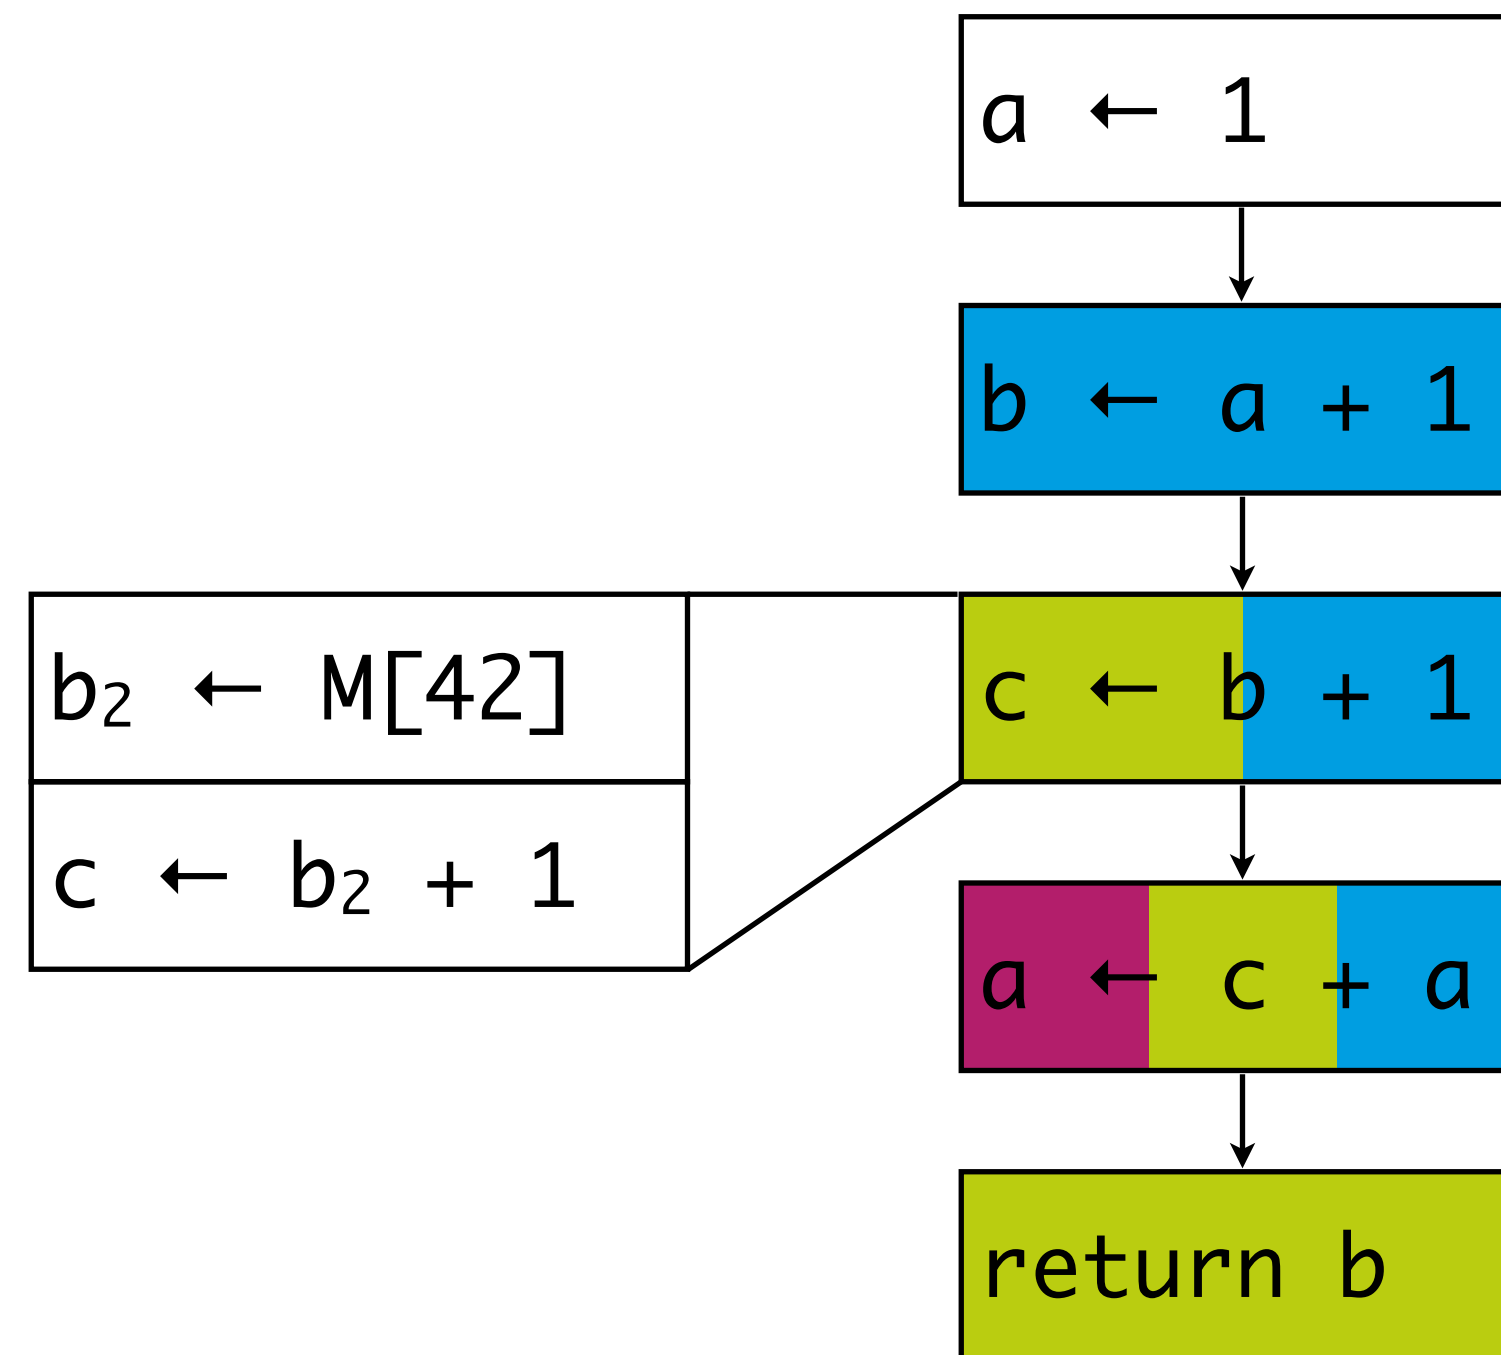 a ← 1
b ← a + 1
b₂ ← M[42]
c ← b₂ + 1
c ← b + 1
a ← c + a
return b